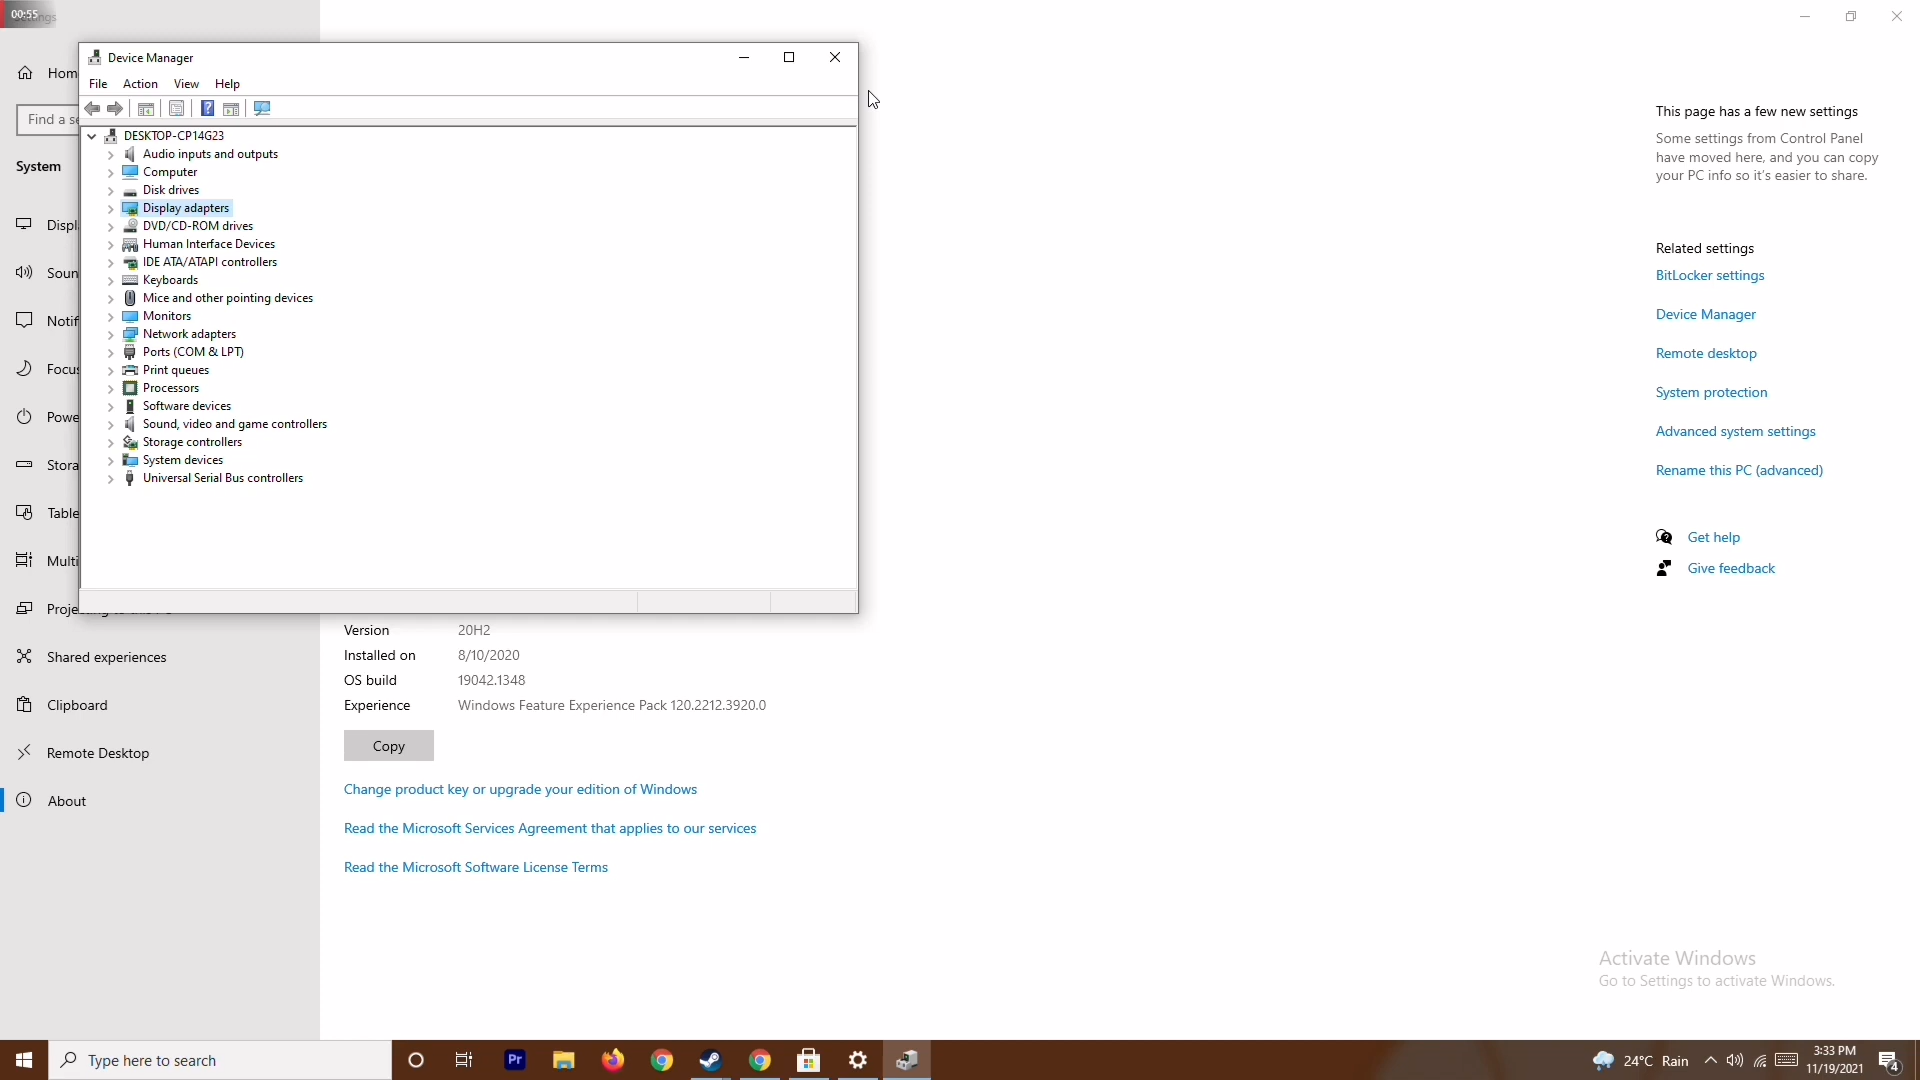 00:55
Settings
Device Manager
File Action View Help
DESKTOP-CP14G23
Audio inputs and outputs
Computer
Disk drives
Display adapters
DVD/CD-ROM drives
Human Interface Devices
IDE ATA/ATAPI controllers
Keyboards
Mice and other pointing devices
Monitors
Network adapters
Ports (COM & LPT)
Print queues
Processors
Software devices
Sound, video and game controllers
Storage controllers
System devices
Universal Serial Bus controllers
Hom
Find a se
System
Displ
Soun
Notif
Focus
Powe
Stora
Table
Multi
Shared experiences
Clipboard
Remote Desktop
About
Version 20H2
Installed on 8/10/2020
OS build 19042.1348
Experience Windows Feature Experience Pack 120.2212.3920.0
Copy
Change product key or upgrade your edition of Windows
Read the Microsoft Services Agreement that applies to our services
Read the Microsoft Software License Terms
This page has a few new settings
Some settings from Control Panel
have moved here, and you can copy
your PC info so it's easier to share.
Related settings
BitLocker settings
Device Manager
Remote desktop
System protection
Advanced system settings
Rename this PC (advanced)
Get help
Give feedback
Activate Windows
Go to Settings to activate Windows.
Type here to search
Pr
24°C Rain
3:33 PM
11/19/2021
4